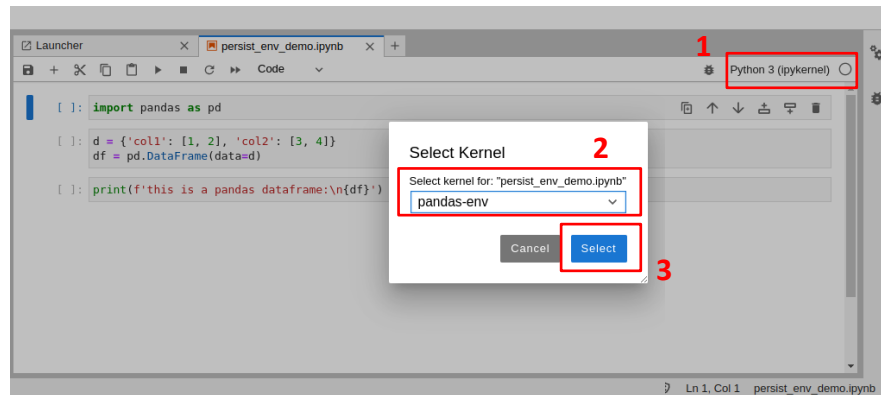 Launcher
persist_env_demo.ipynb
1
Code
Python 3 (ipykernel)
[ ]: import pandas as pd
[ ]: d = {'col1': [1, 2], 'col2': [3, 4]}
df = pd.DataFrame(data=d)
[ ]: print(f'this is a pandas dataframe:\n{df}')
Select Kernel
2
Select kernel for: "persist_env_demo.ipynb"
pandas-env
Cancel
Select
3
Ln 1, Col 1 persist_env_demo.ipynb